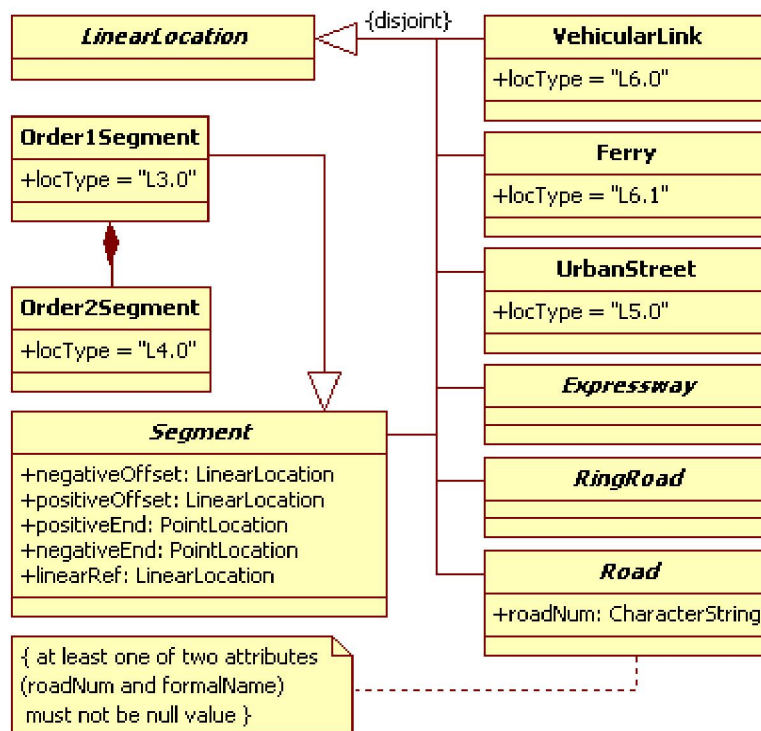 LinearLocation
{disjoint}
VehicularLink
+locType = "L6.0"
Order1Segment
+locType = "L3.0"
Ferry
+locType = "L6.1"
UrbanStreet
+locType = "L5.0"
Order2Segment
+locType = "L4.0"
Expressway
Segment
+negativeOffset: LinearLocation
+positiveOffset: LinearLocation
+positiveEnd: PointLocation
+negativeEnd: PointLocation
+linearRef: LinearLocation
RingRoad
Road
+roadNum: CharacterString
{ at least one of two attributes
(roadNum and formalName)
must not be null value }